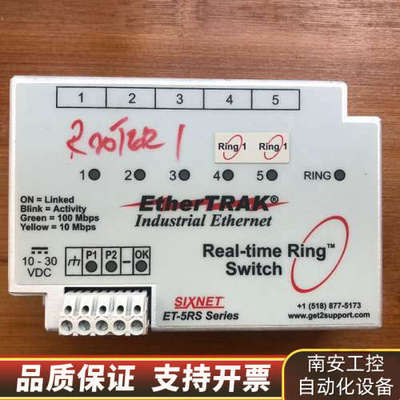 1 2 3 4 5
ROOTER 1
Ring 1 Ring 1
1 2 3 4 5 RING
ON = Linked
Blink = Activity
Green = 100 Mbps
Yellow = 10 Mbps
EtherTRAK®
Industrial Ethernet
Real-time Ring™
Switch
10 - 30
VDC
P1 P2 – OK
SIXNET
ET-5RS Series
+1 (518) 877-5173
www.get2support.com
品质保证 支持开票
南安工控
自动化设备